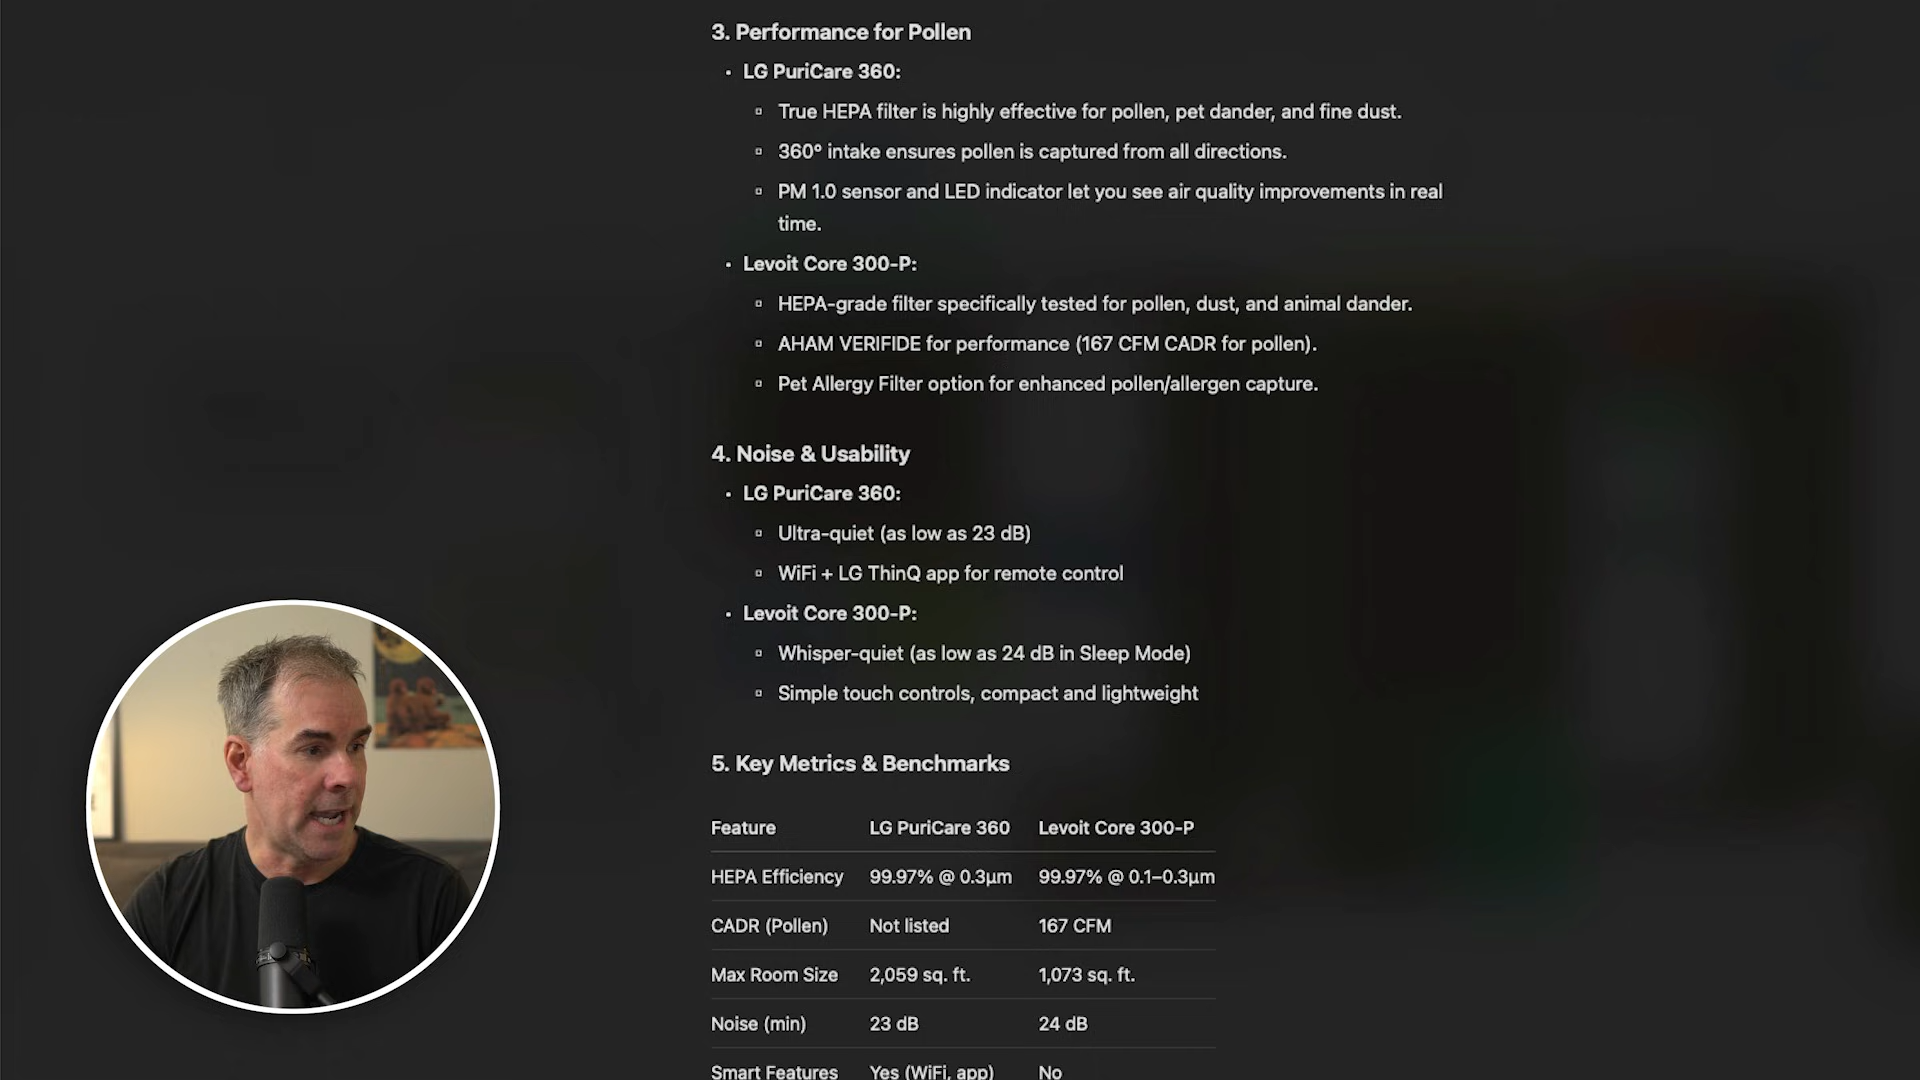 3. Performance for Pollen
• LG PuriCare 360:
▫ True HEPA filter is highly effective for pollen, pet dander, and fine dust.
▫ 360° intake ensures pollen is captured from all directions.
▫ PM 1.0 sensor and LED indicator let you see air quality improvements in real
time.
• Levoit Core 300-P:
▫ HEPA-grade filter specifically tested for pollen, dust, and animal dander.
▫ AHAM VERIFIDE for performance (167 CFM CADR for pollen).
▫ Pet Allergy Filter option for enhanced pollen/allergen capture.
4. Noise & Usability
• LG PuriCare 360:
▫ Ultra-quiet (as low as 23 dB)
▫ WiFi + LG ThinQ app for remote control
• Levoit Core 300-P:
▫ Whisper-quiet (as low as 24 dB in Sleep Mode)
▫ Simple touch controls, compact and lightweight
5. Key Metrics & Benchmarks
Feature LG PuriCare 360 Levoit Core 300-P
HEPA Efficiency 99.97% @ 0.3μm 99.97% @ 0.1–0.3μm
CADR (Pollen) Not listed 167 CFM
Max Room Size 2,059 sq. ft. 1,073 sq. ft.
Noise (min) 23 dB 24 dB
Smart Features Yes (WiFi, app) No